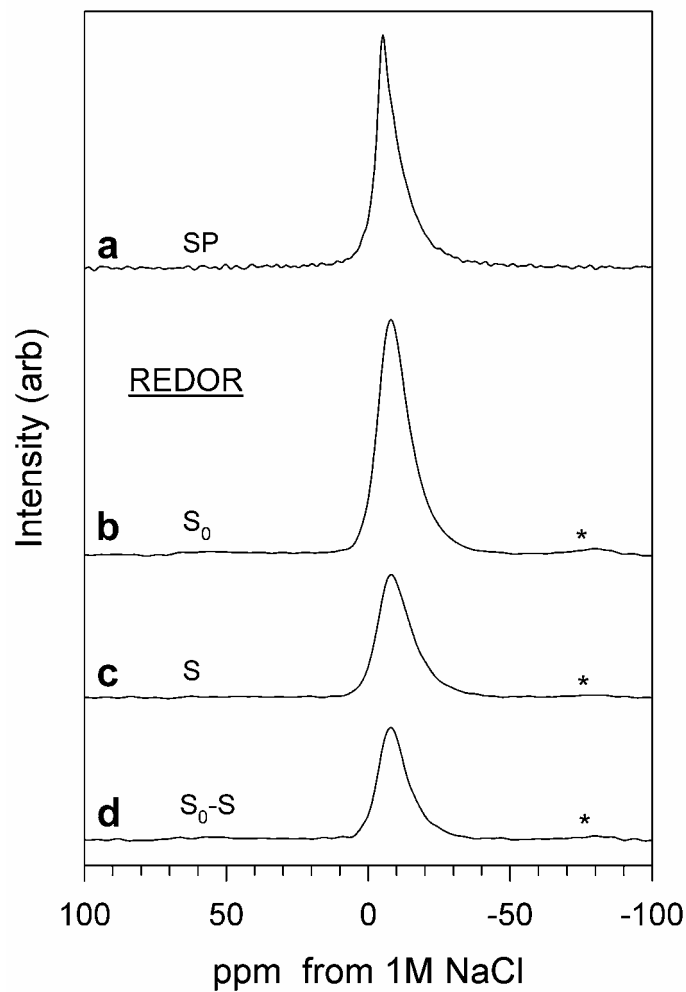 a SP
REDOR
b S₀ *
c S *
d S₀-S *
Intensity (arb)
100 50 0 -50 -100
ppm from 1M NaCl